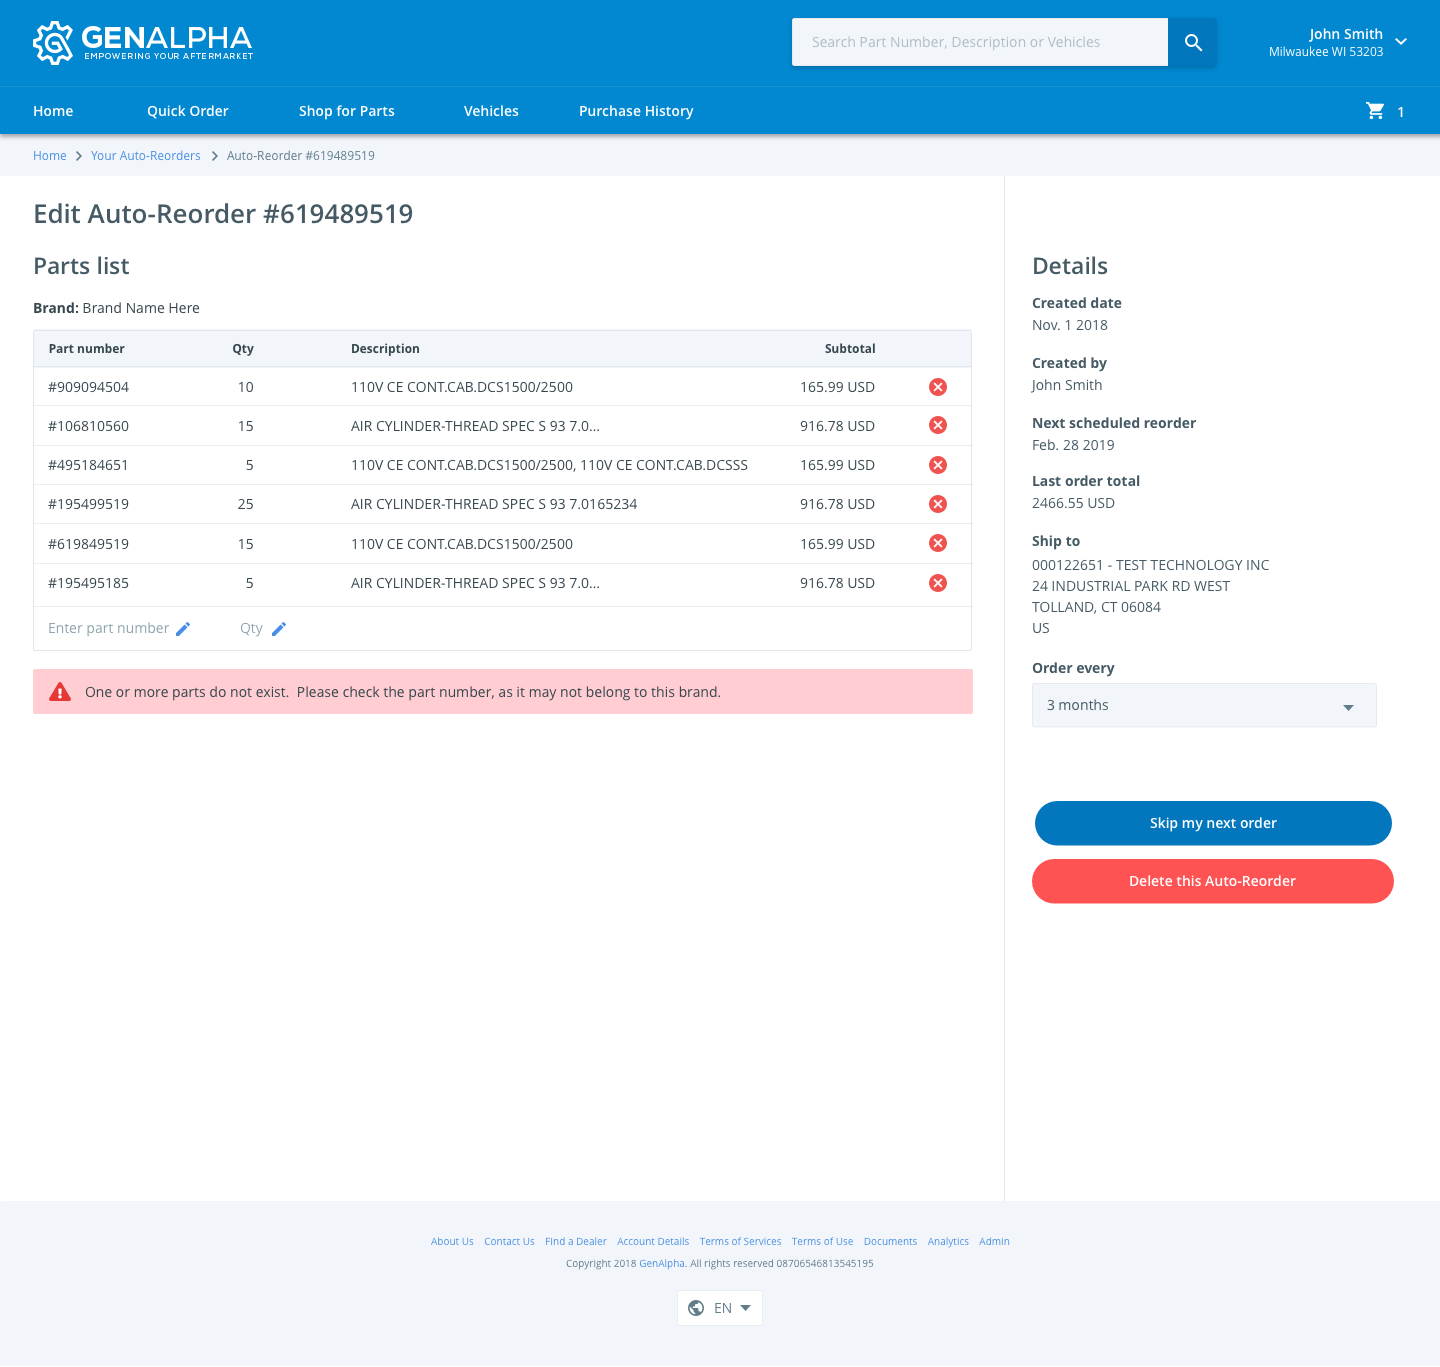 GENALPHA
EMPOWERING YOUR AFTERMARKET
Search Part Number, Description or Vehicles
John Smith
Milwaukee WI 53203
Home Quick Order Shop for Parts Vehicles Purchase History 1
Home Your Auto-Reorders Auto-Reorder #619489519
Edit Auto-Reorder #619489519
Parts list
Brand: Brand Name Here
Part number Qty Description Subtotal
#909094504 10 110V CE CONT.CAB.DCS1500/2500 165.99 USD
#106810560 15 AIR CYLINDER-THREAD SPEC S 93 7.0... 916.78 USD
#495184651 5 110V CE CONT.CAB.DCS1500/2500, 110V CE CONT.CAB.DCSSS 165.99 USD
#195499519 25 AIR CYLINDER-THREAD SPEC S 93 7.0165234 916.78 USD
#619849519 15 110V CE CONT.CAB.DCS1500/2500 165.99 USD
#195495185 5 AIR CYLINDER-THREAD SPEC S 93 7.0... 916.78 USD
Enter part number Qty
One or more parts do not exist. Please check the part number, as it may not belong to this brand.
Details
Created date
Nov. 1 2018
Created by
John Smith
Next scheduled reorder
Feb. 28 2019
Last order total
2466.55 USD
Ship to
000122651 - TEST TECHNOLOGY INC
24 INDUSTRIAL PARK RD WEST
TOLLAND, CT 06084
US
Order every
3 months
Skip my next order
Delete this Auto-Reorder
About Us Contact Us Find a Dealer Account Details Terms of Services Terms of Use Documents Analytics Admin
Copyright 2018 GenAlpha. All rights reserved 08706546813545195
EN